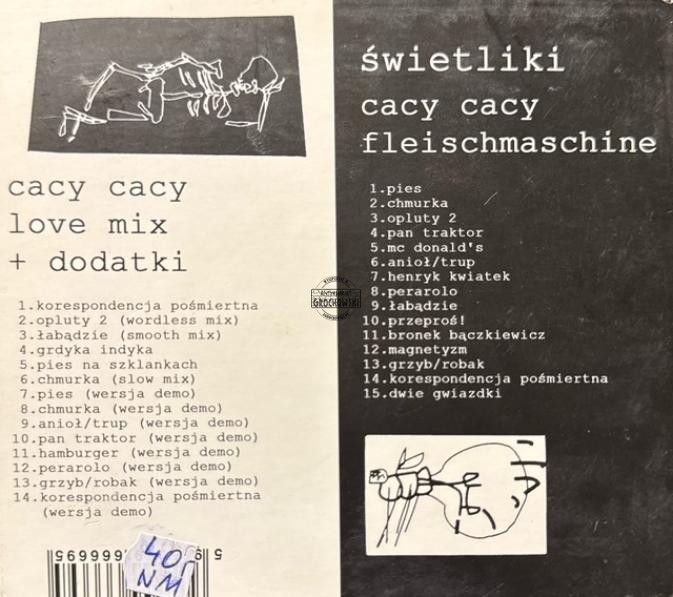 cacy cacy
love mix
+ dodatki
1.korespondencja pośmiertna
2.opluty 2 (wordless mix)
3.łabądzie (smooth mix)
4.grdyka indyka
5.pies na szklankach
6.chmurka (slow mix)
7.pies (wersja demo)
8.chmurka (wersja demo)
9.anioł/trup (wersja demo)
10.pan traktor (wersja demo)
11.hamburger (wersja demo)
12.perarolo (wersja demo)
13.grzyb/robak (wersja demo)
14.korespondencja pośmiertna
(wersja demo)
40,-
NM
świetliki
cacy cacy
fleischmaschine
1.pies
2.chmurka
3.opluty 2
4.pan traktor
5.mc donald's
6.anioł/trup
7.henryk kwiatek
8.perarolo
9.łabądzie
10.przeproś!
11.bronek bączkiewicz
12.magnetyzm
13.grzyb/robak
14.korespondencja pośmiertna
15.dwie gwiazdki
GROCHOWSKI